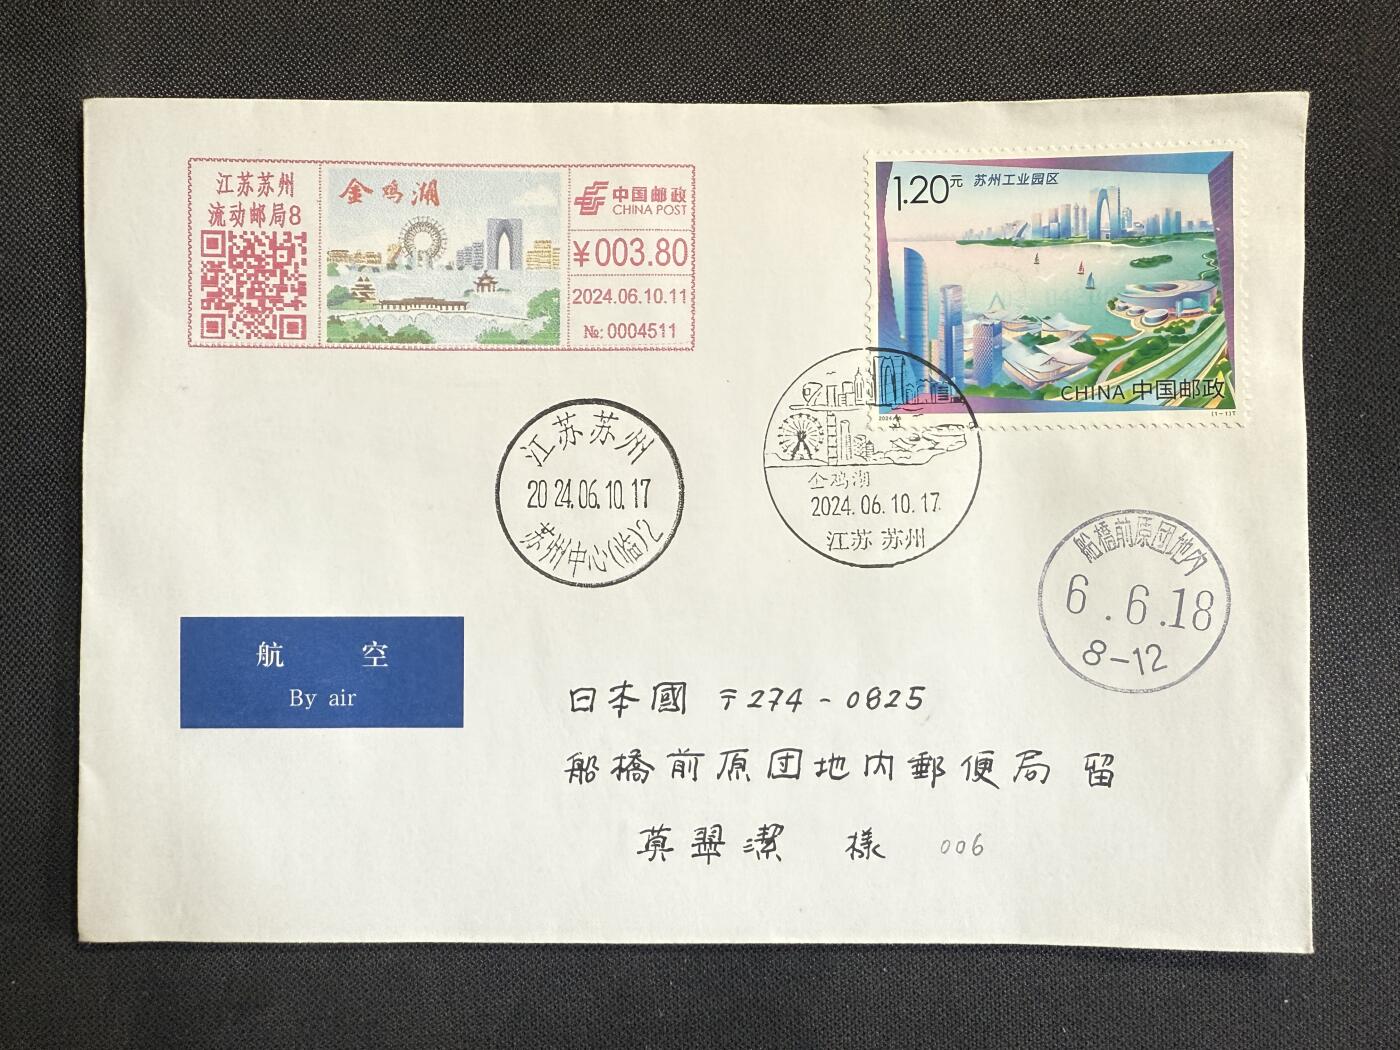 江苏苏州
流动邮局8
金鸡湖
中国邮政
CHINA POST
¥003.80
2024.06.10.11
№: 0004511
1.20元 苏州工业园区
CHINA 中国邮政
(1-1)T
江苏苏州
2024.06.10.17
苏州中心(临)2
金鸡湖
2024.06.10.17
江苏 苏州
船橋前原団地内
6.6.18
8-12
航 空
By air
日本國 〒274-0825
船橋前原団地内郵便局 留
莫翠潔 様 006